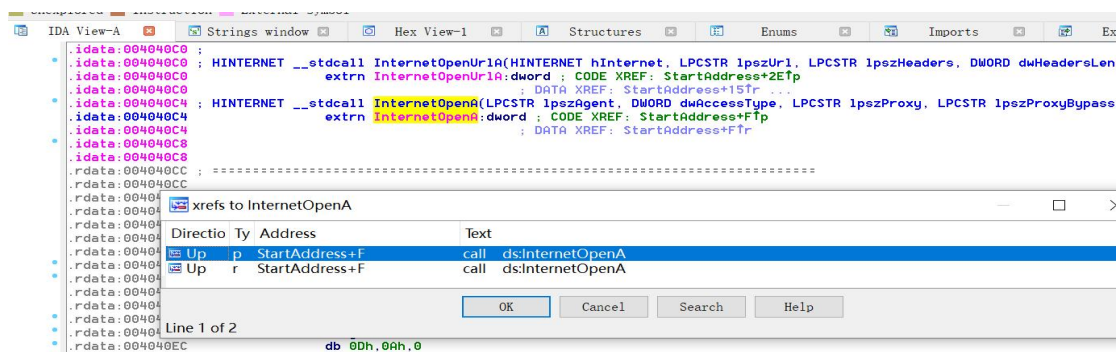 IDA View-A Strings window Hex View-1 Structures Enums Imports Ex
.idata:004040C0 ;
.idata:004040C0 ; HINTERNET __stdcall InternetOpenUrlA(HINTERNET hInternet, LPCSTR lpszUrl, LPCSTR lpszHeaders, DWORD dwHeadersLen
.idata:004040C0 extrn InternetOpenUrlA:dword ; CODE XREF: StartAddress+2E↑p
.idata:004040C0 ; DATA XREF: StartAddress+15↑r ...
.idata:004040C4 ; HINTERNET __stdcall InternetOpenA(LPCSTR lpszAgent, DWORD dwAccessType, LPCSTR lpszProxy, LPCSTR lpszProxyBypass
.idata:004040C4 extrn InternetOpenA:dword ; CODE XREF: StartAddress+F↑p
.idata:004040C4 ; DATA XREF: StartAddress+F↑r
.idata:004040C8
.idata:004040C8
.rdata:004040CC ; ===========================================================================
.rdata:004040CC
xrefs to InternetOpenA
Directio Ty Address Text
Up p StartAddress+F call ds:InternetOpenA
Up r StartAddress+F call ds:InternetOpenA
OK Cancel Search Help
Line 1 of 2
.rdata:004040EC db 0Dh,0Ah,0